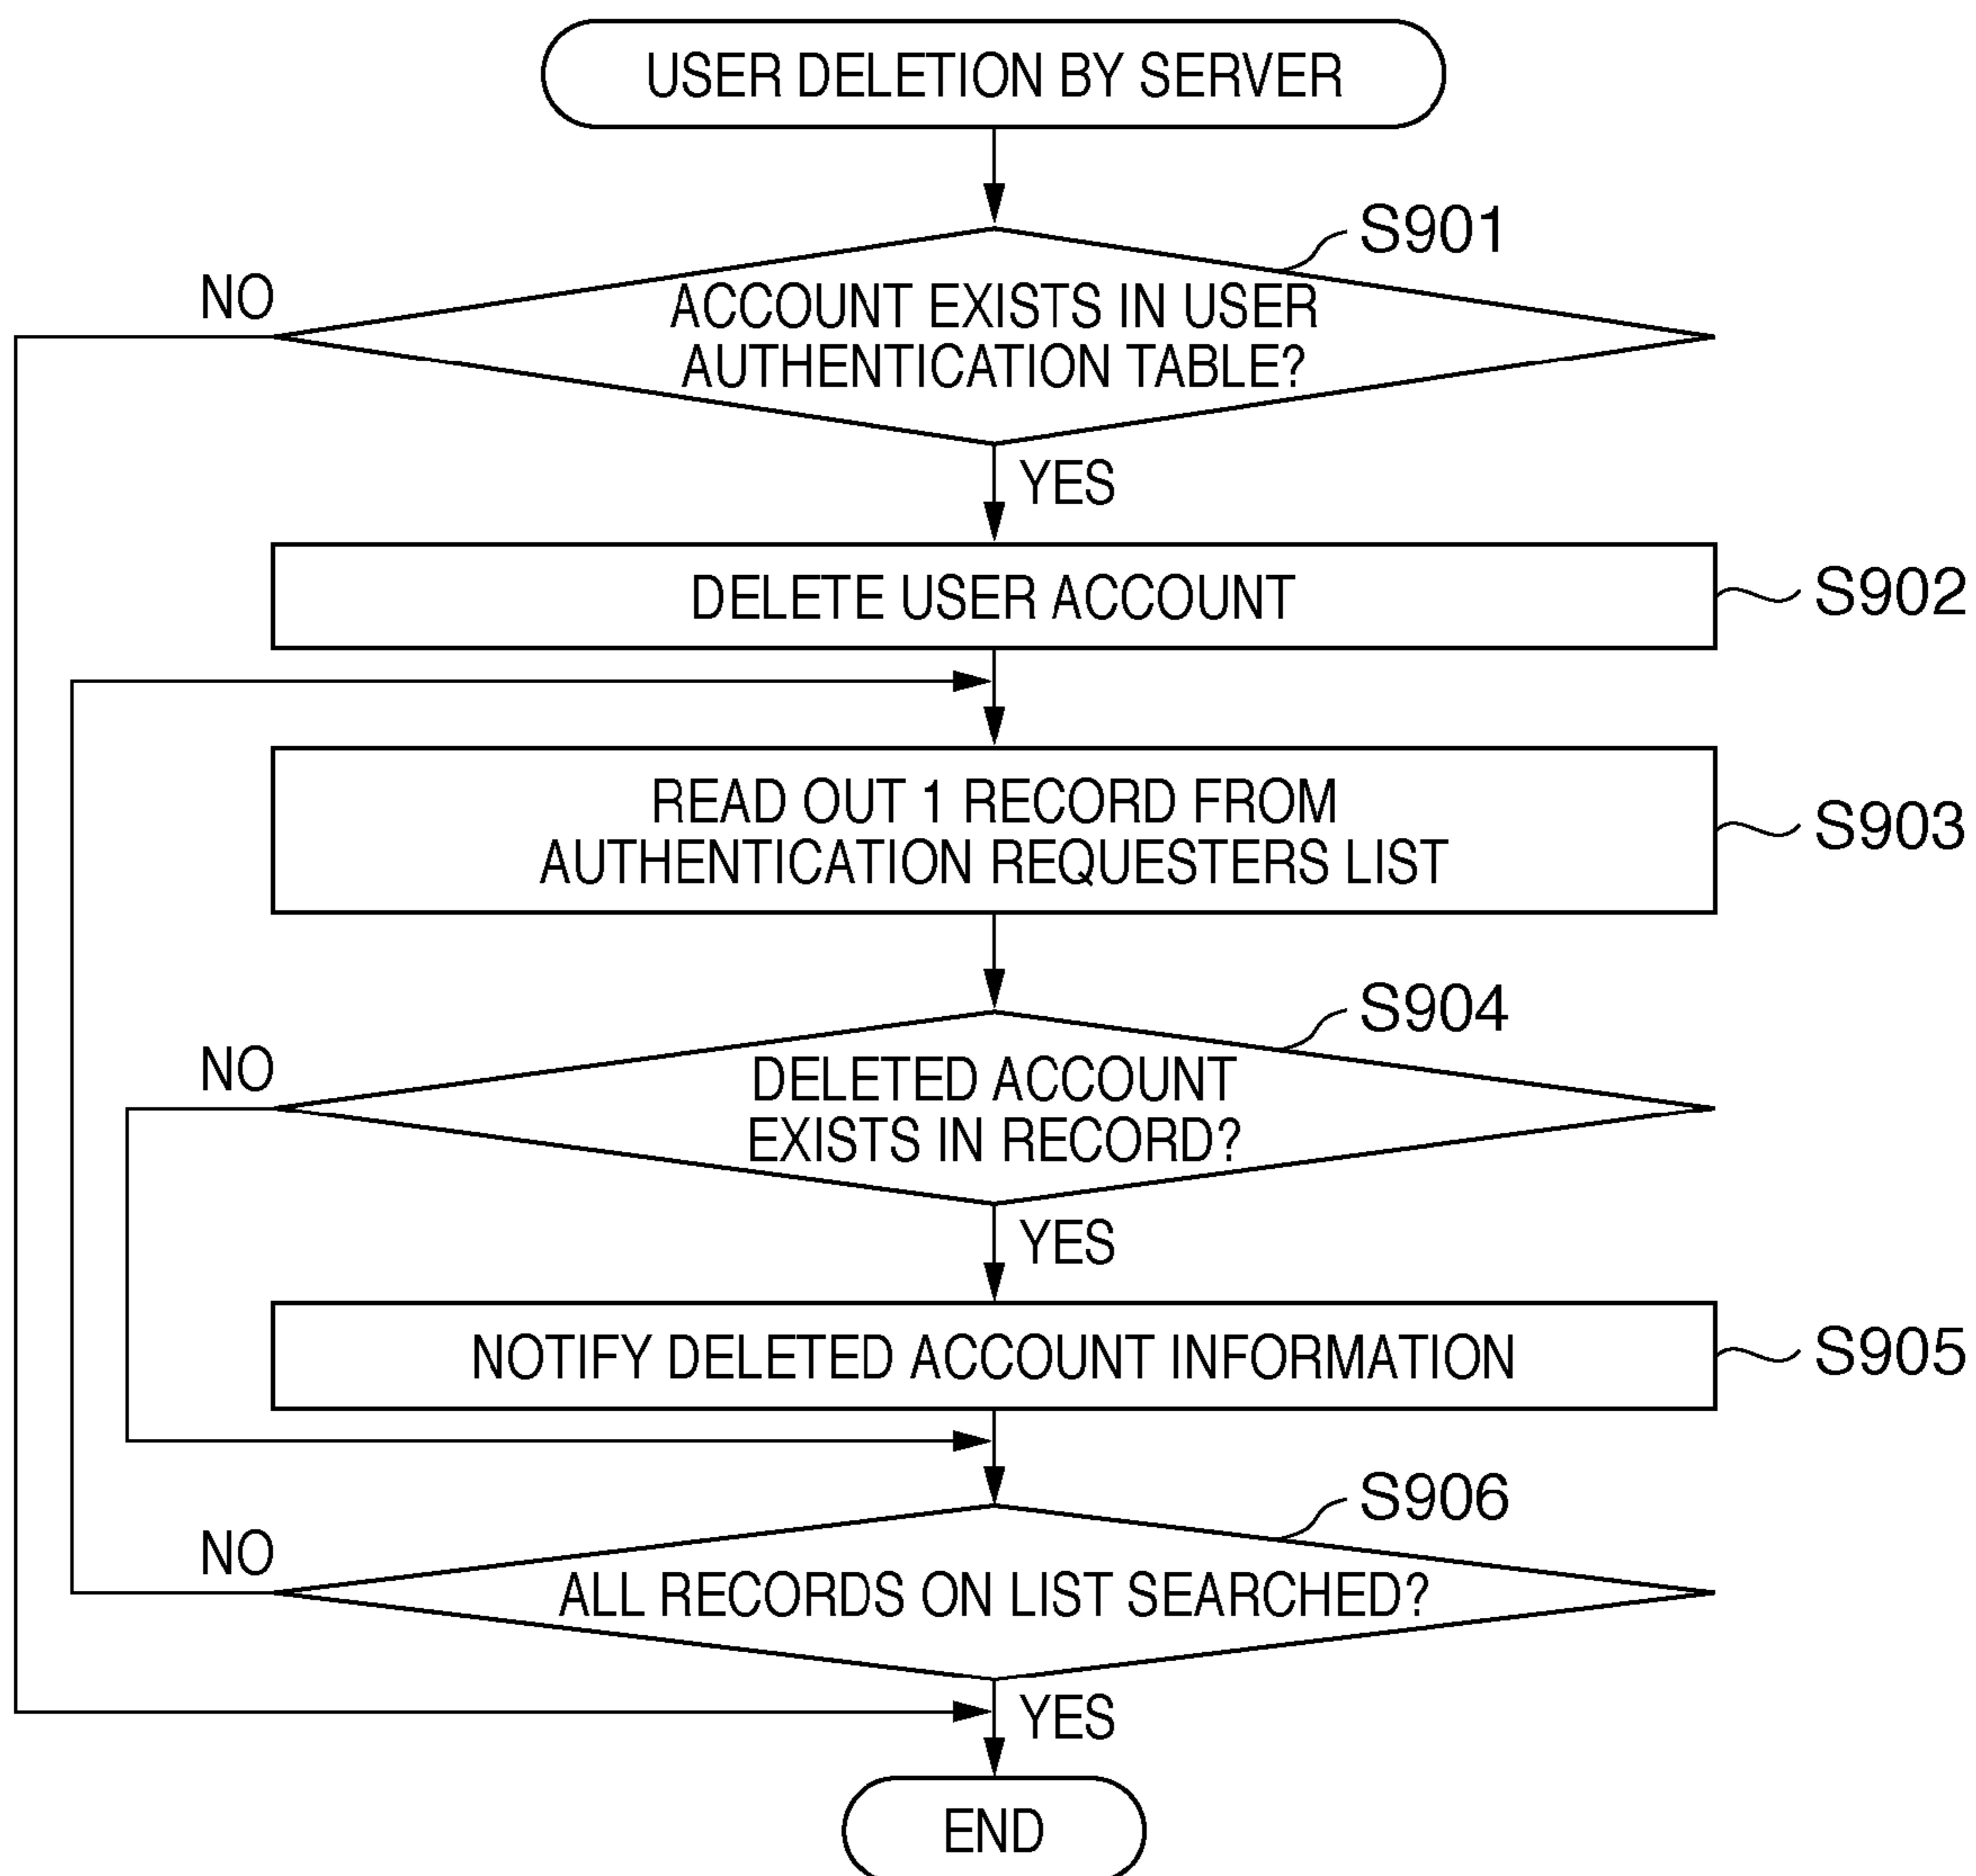 USER DELETION BY SERVER
S901
NO
ACCOUNT EXISTS IN USER
AUTHENTICATION TABLE?
YES
DELETE USER ACCOUNT
S902
READ OUT 1 RECORD FROM
AUTHENTICATION REQUESTERS LIST
S903
S904
NO
DELETED ACCOUNT
EXISTS IN RECORD?
YES
NOTIFY DELETED ACCOUNT INFORMATION
S905
S906
NO
ALL RECORDS ON LIST SEARCHED?
YES
END